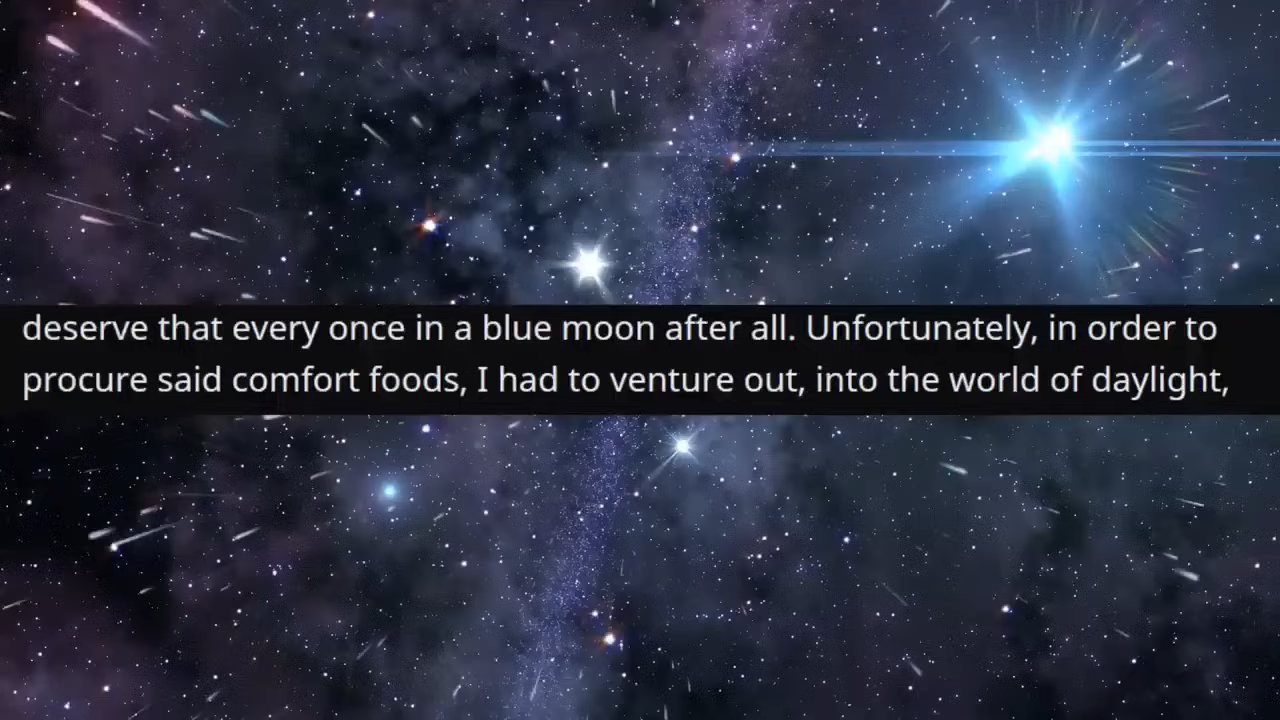 deserve that every once in a blue moon after all. Unfortunately, in order to
procure said comfort foods, I had to venture out, into the world of daylight,